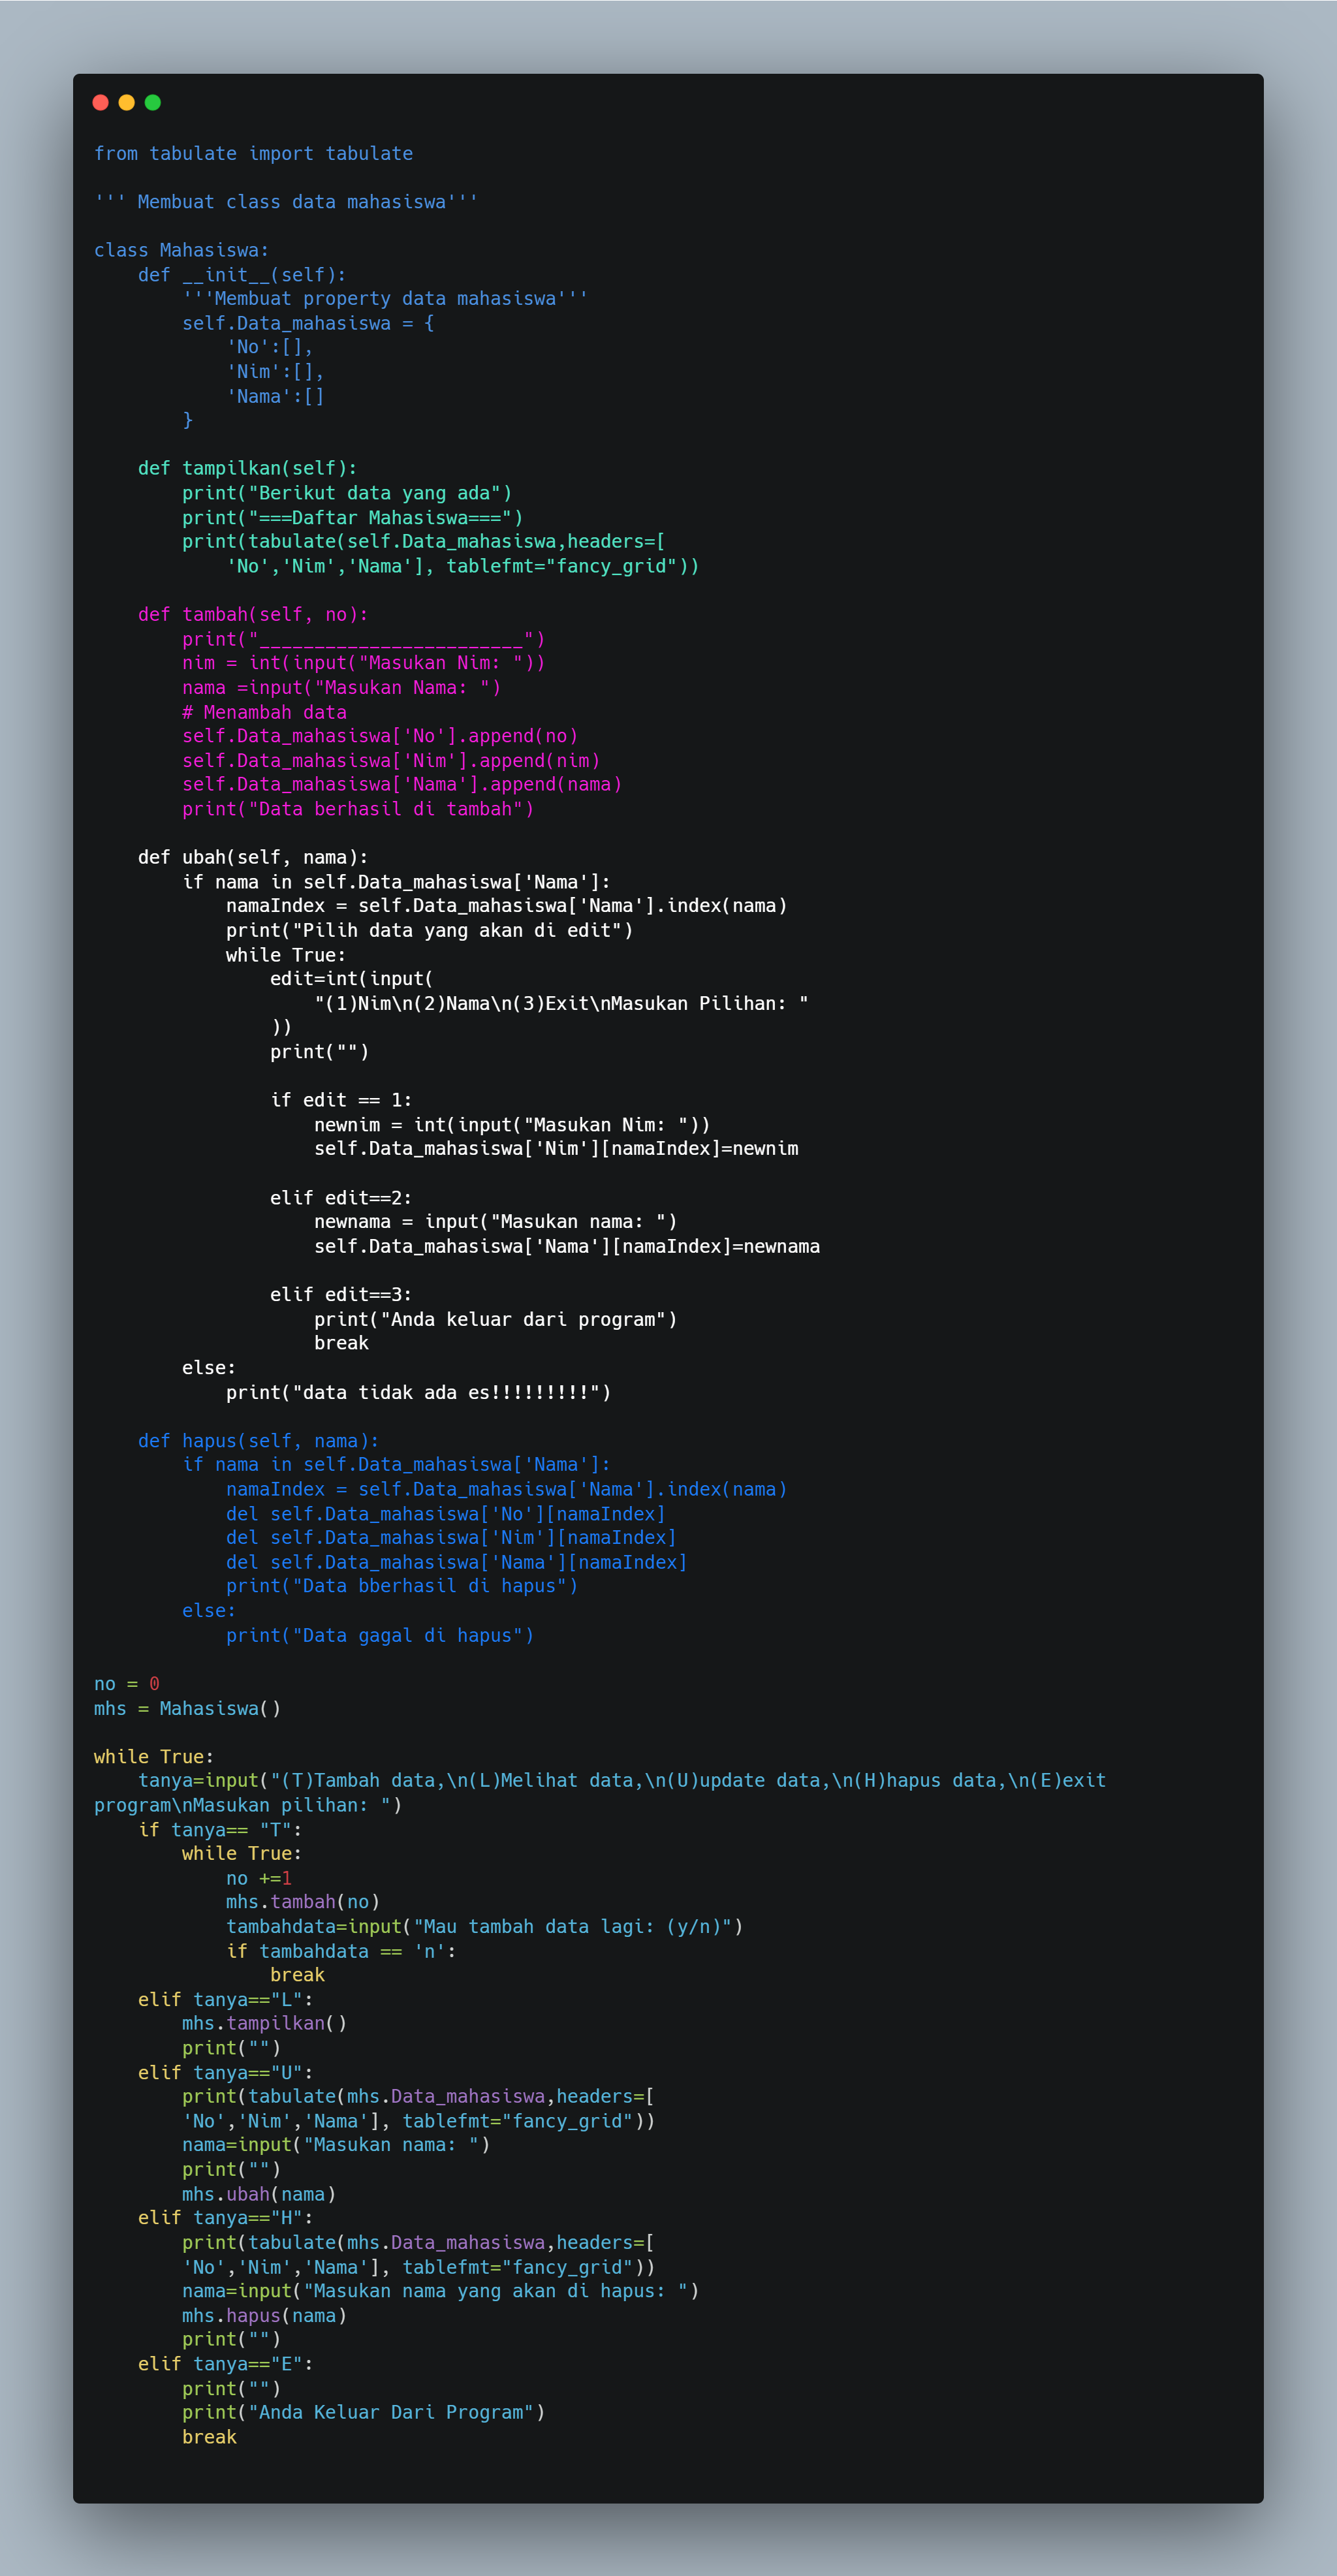 from tabulate import tabulate

''' Membuat class data mahasiswa'''

class Mahasiswa:
    def __init__(self):
        '''Membuat property data mahasiswa'''
        self.Data_mahasiswa = {
            'No':[],
            'Nim':[],
            'Nama':[]
        }

    def tampilkan(self):
        print("Berikut data yang ada")
        print("===Daftar Mahasiswa===")
        print(tabulate(self.Data_mahasiswa,headers=[
            'No','Nim','Nama'], tablefmt="fancy_grid"))

    def tambah(self, no):
        print("________________________")
        nim = int(input("Masukan Nim: "))
        nama =input("Masukan Nama: ")
        # Menambah data
        self.Data_mahasiswa['No'].append(no)
        self.Data_mahasiswa['Nim'].append(nim)
        self.Data_mahasiswa['Nama'].append(nama)
        print("Data berhasil di tambah")

    def ubah(self, nama):
        if nama in self.Data_mahasiswa['Nama']:
            namaIndex = self.Data_mahasiswa['Nama'].index(nama)
            print("Pilih data yang akan di edit")
            while True:
                edit=int(input(
                    "(1)Nim\n(2)Nama\n(3)Exit\nMasukan Pilihan: "
                ))
                print("")

                if edit == 1:
                    newnim = int(input("Masukan Nim: "))
                    self.Data_mahasiswa['Nim'][namaIndex]=newnim

                elif edit==2:
                    newnama = input("Masukan nama: ")
                    self.Data_mahasiswa['Nama'][namaIndex]=newnama

                elif edit==3:
                    print("Anda keluar dari program")
                    break
        else:
            print("data tidak ada es!!!!!!!!!")

    def hapus(self, nama):
        if nama in self.Data_mahasiswa['Nama']:
            namaIndex = self.Data_mahasiswa['Nama'].index(nama)
            del self.Data_mahasiswa['No'][namaIndex]
            del self.Data_mahasiswa['Nim'][namaIndex]
            del self.Data_mahasiswa['Nama'][namaIndex]
            print("Data bberhasil di hapus")
        else:
            print("Data gagal di hapus")

no = 0
mhs = Mahasiswa()

while True:
    tanya=input("(T)Tambah data,\n(L)Melihat data,\n(U)update data,\n(H)hapus data,\n(E)exit
program\nMasukan pilihan: ")
    if tanya== "T":
        while True:
            no +=1
            mhs.tambah(no)
            tambahdata=input("Mau tambah data lagi: (y/n)")
            if tambahdata == 'n':
                break
    elif tanya=="L":
        mhs.tampilkan()
        print("")
    elif tanya=="U":
        print(tabulate(mhs.Data_mahasiswa,headers=[
        'No','Nim','Nama'], tablefmt="fancy_grid"))
        nama=input("Masukan nama: ")
        print("")
        mhs.ubah(nama)
    elif tanya=="H":
        print(tabulate(mhs.Data_mahasiswa,headers=[
        'No','Nim','Nama'], tablefmt="fancy_grid"))
        nama=input("Masukan nama yang akan di hapus: ")
        mhs.hapus(nama)
        print("")
    elif tanya=="E":
        print("")
        print("Anda Keluar Dari Program")
        break